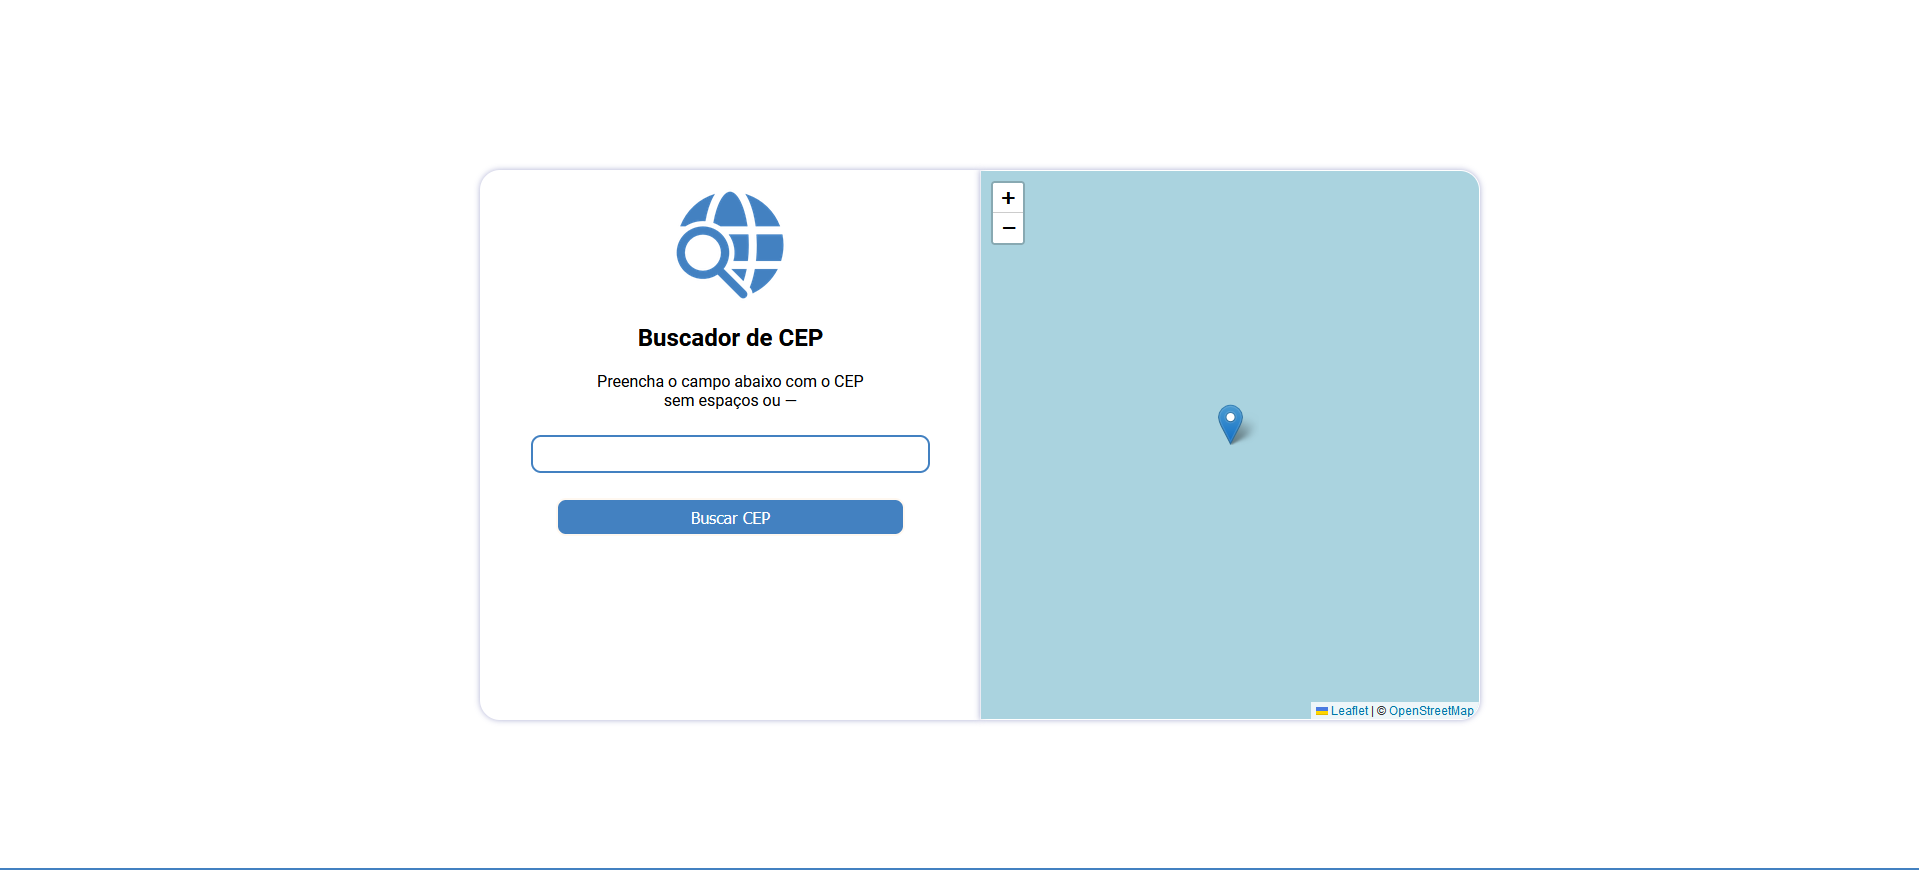 Buscador de CEP
Preencha o campo abaixo com o CEP
sem espaços ou —
Buscar CEP
+
−
Leaflet | © OpenStreetMap